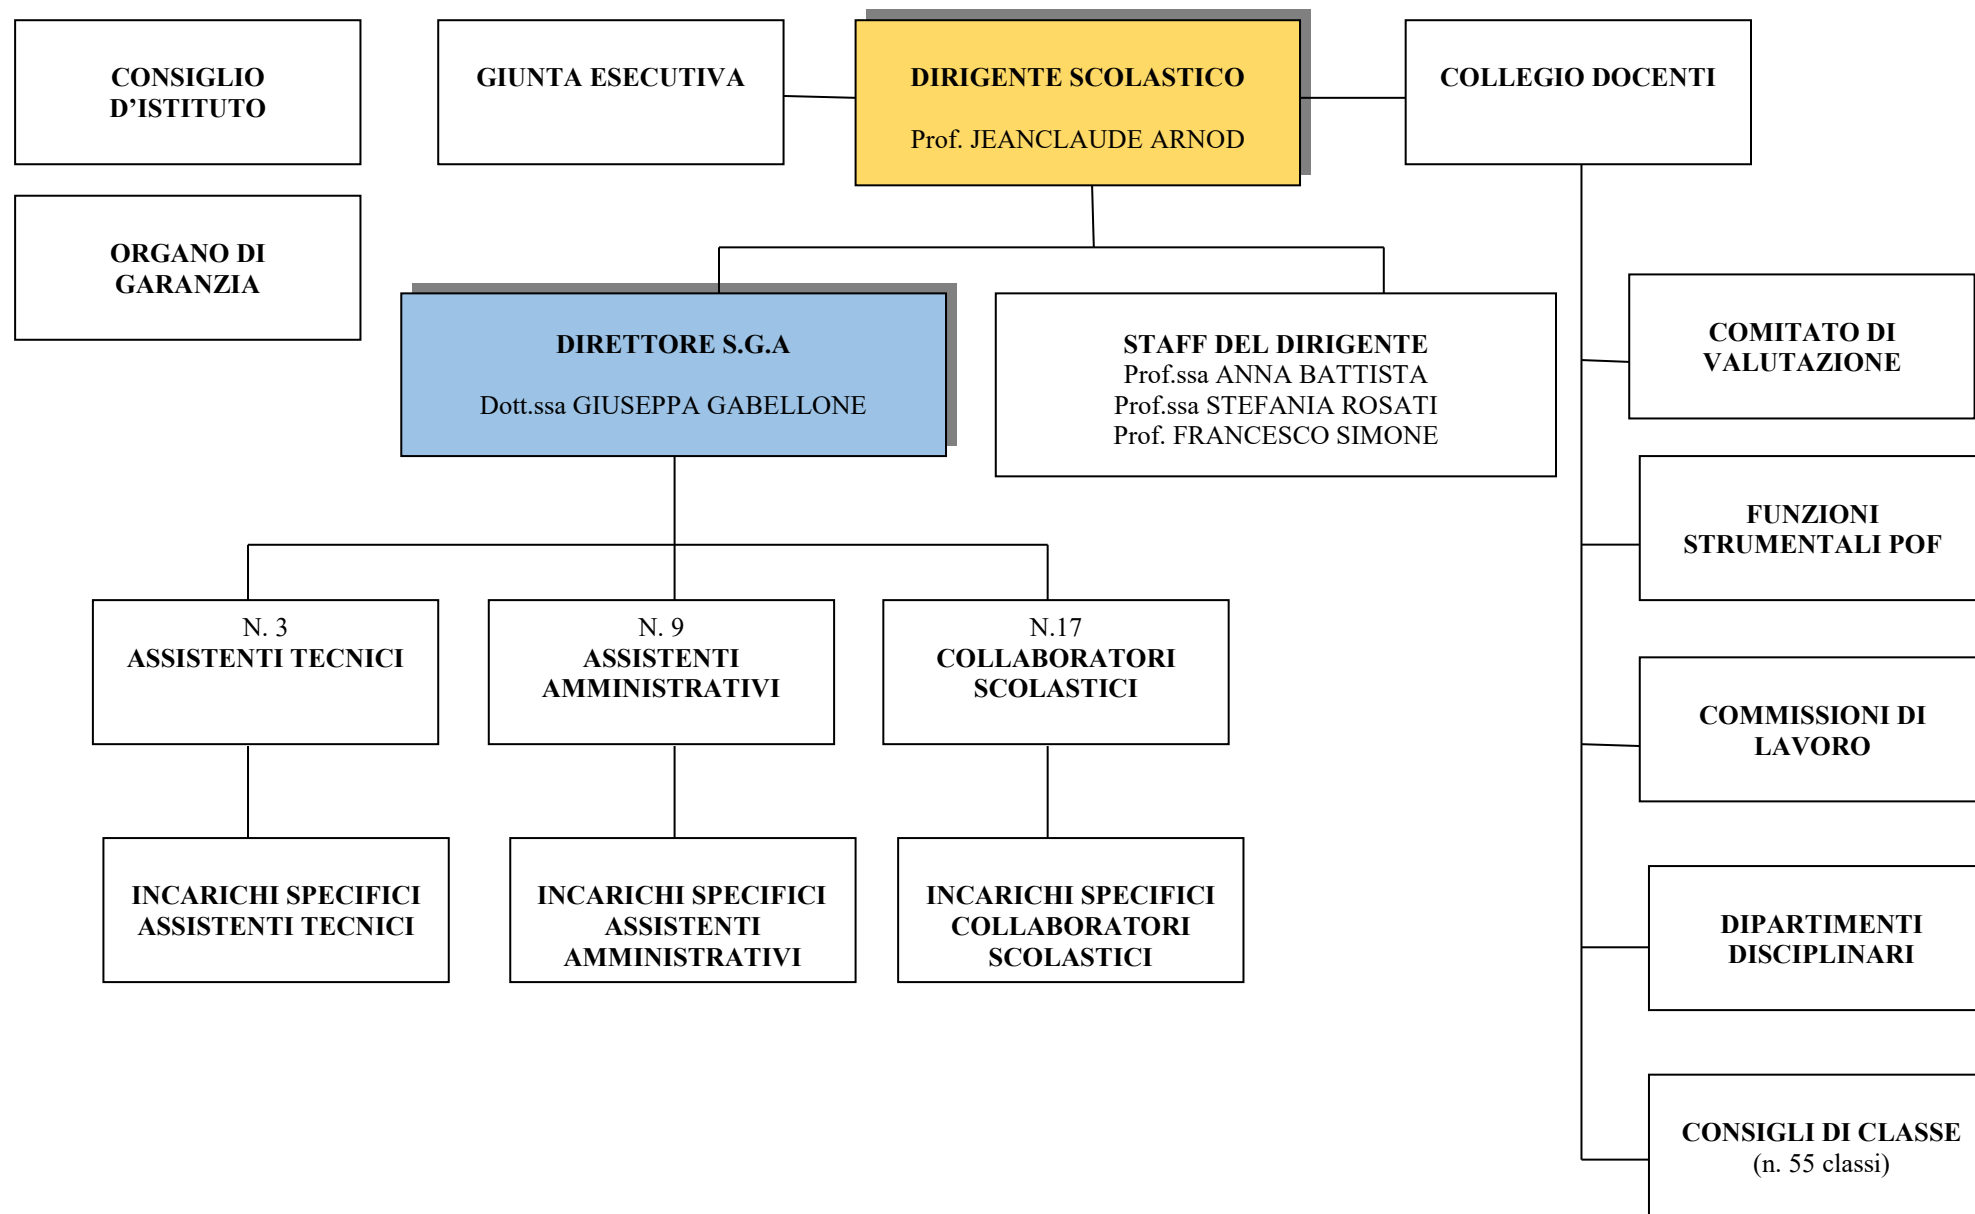 CONSIGLIO
D’ISTITUTO
GIUNTA ESECUTIVA
DIRIGENTE SCOLASTICO
Prof. JEANCLAUDE ARNOD
COLLEGIO DOCENTI
ORGANO DI
GARANZIA
DIRETTORE S.G.A
Dott.ssa GIUSEPPA GABELLONE
STAFF DEL DIRIGENTE
Prof.ssa ANNA BATTISTA
Prof.ssa STEFANIA ROSATI
Prof. FRANCESCO SIMONE
COMITATO DI
VALUTAZIONE
FUNZIONI
STRUMENTALI POF
N. 3
ASSISTENTI TECNICI
N. 9
ASSISTENTI
AMMINISTRATIVI
N.17
COLLABORATORI
SCOLASTICI
COMMISSIONI DI
LAVORO
INCARICHI SPECIFICI
ASSISTENTI TECNICI
INCARICHI SPECIFICI
ASSISTENTI
AMMINISTRATIVI
INCARICHI SPECIFICI
COLLABORATORI
SCOLASTICI
DIPARTIMENTI
DISCIPLINARI
CONSIGLI DI CLASSE
(n. 55 classi)